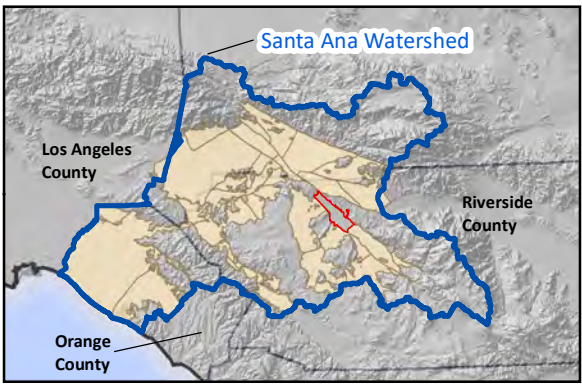 Santa Ana Watershed
Los Angeles
County
Riverside
County
Orange
County